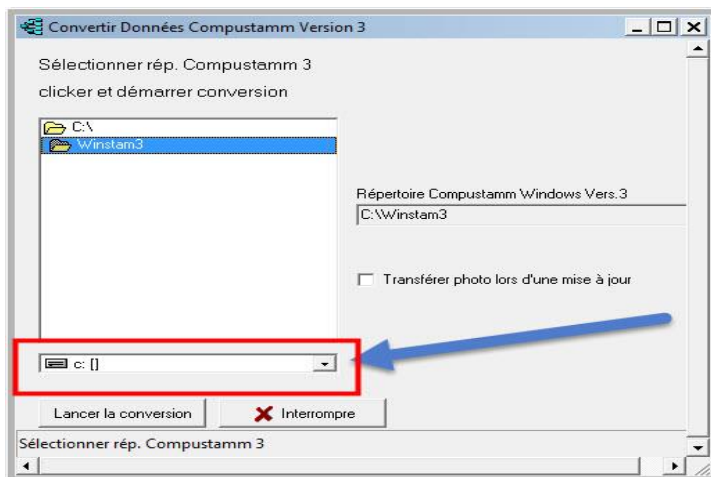 Convertir Données Compustamm Version 3
Sélectionner rép. Compustamm 3
clicker et démarrer conversion
C:\
Winstam3
Répertoire Compustamm Windows Vers.3
C:\Winstam3
Transférer photo lors d'une mise à jour
c: []
Lancer la conversion
Interrompre
Sélectionner rép. Compustamm 3